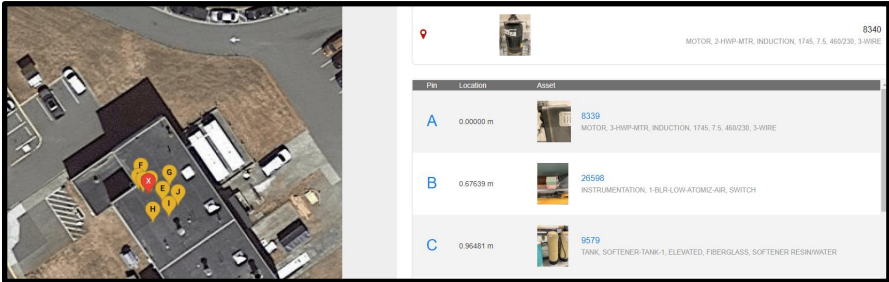 8340
MOTOR, 2-HWP-MTR, INDUCTION, 1745, 7.5, 460/230, 3-WIRE
Pin Location Asset
A 0.00000 m 8339
MOTOR, 3-HWP-MTR, INDUCTION, 1745, 7.5, 460/230, 3-WIRE
B 0.67639 m 26598
INSTRUMENTATION, 1-BLR-LOW-ATOMIZ-AIR, SWITCH
C 0.96481 m 9579
TANK, SOFTENER-TANK-1, ELEVATED, FIBERGLASS, SOFTENER RESIN/WATER
F
G
X
E
J
H
I